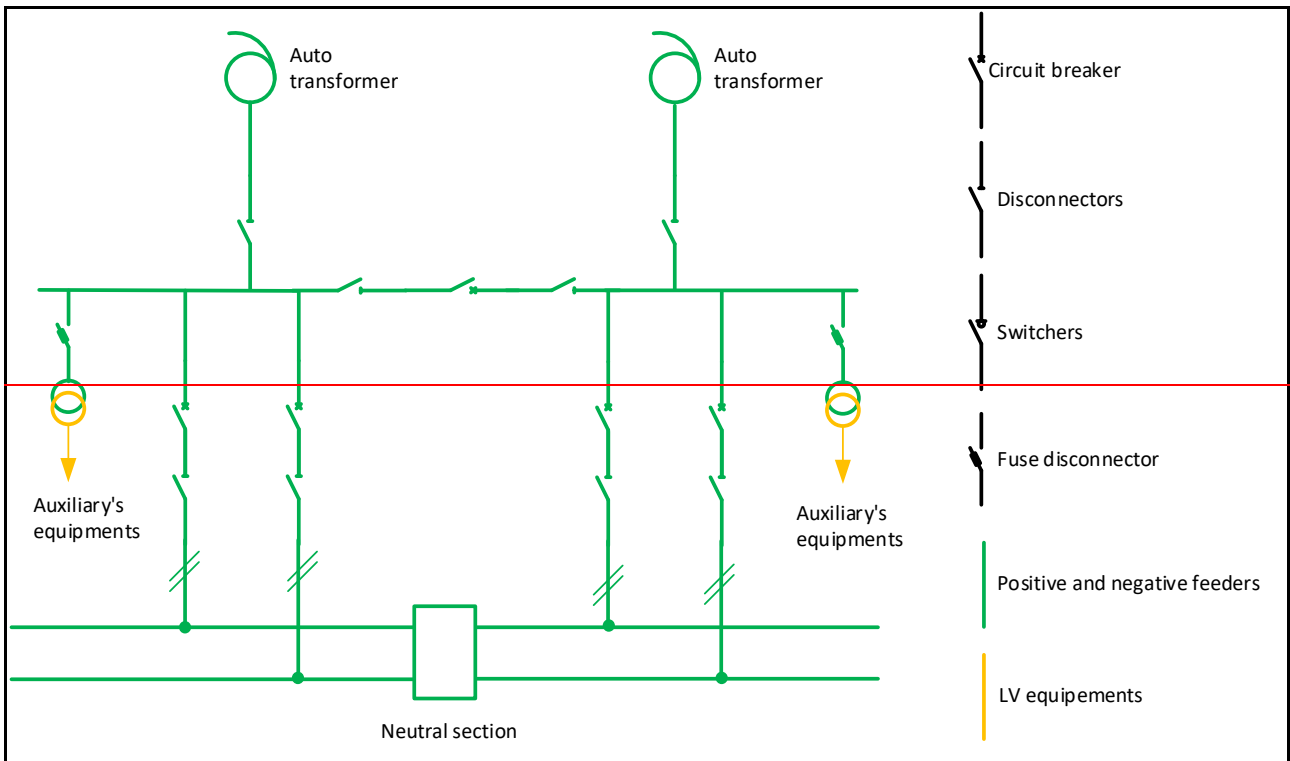 Auto
transformer
Auto
transformer
Circuit breaker
Disconnectors
Switchers
Fuse disconnector
Auxiliary's
equipments
Auxiliary's
equipments
Positive and negative feeders
LV equipements
Neutral section